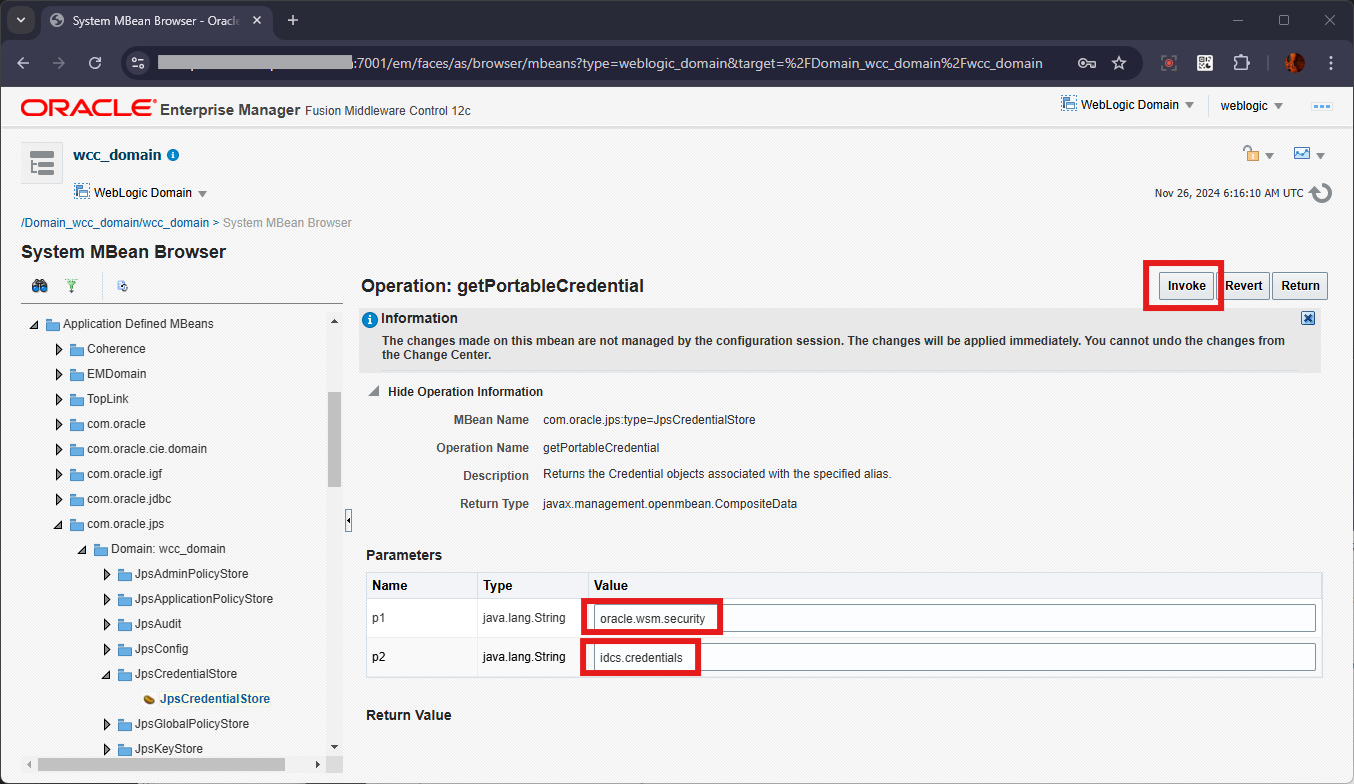 System MBean Browser - Oracle
:7001/em/faces/as/browser/mbeans?type=weblogic_domain&target=%2FDomain_wcc_domain%2Fwcc_domain
ORACLE Enterprise Manager Fusion Middleware Control 12c
WebLogic Domain
weblogic
wcc_domain
WebLogic Domain
Nov 26, 2024 6:16:10 AM UTC
/Domain_wcc_domain/wcc_domain > System MBean Browser
System MBean Browser
Application Defined MBeans
Coherence
EMDomain
TopLink
com.oracle
com.oracle.cie.domain
com.oracle.igf
com.oracle.jdbc
com.oracle.jps
Domain: wcc_domain
JpsAdminPolicyStore
JpsApplicationPolicyStore
JpsAudit
JpsConfig
JpsCredentialStore
JpsCredentialStore
JpsGlobalPolicyStore
JpsKeyStore
Operation: getPortableCredential
Invoke Revert Return
Information
The changes made on this mbean are not managed by the configuration session. The changes will be applied immediately. You cannot undo the changes from
the Change Center.
Hide Operation Information
MBean Name com.oracle.jps:type=JpsCredentialStore
Operation Name getPortableCredential
Description Returns the Credential objects associated with the specified alias.
Return Type javax.management.openmbean.CompositeData
Parameters
Name Type Value
p1 java.lang.String oracle.wsm.security
p2 java.lang.String idcs.credentials
Return Value